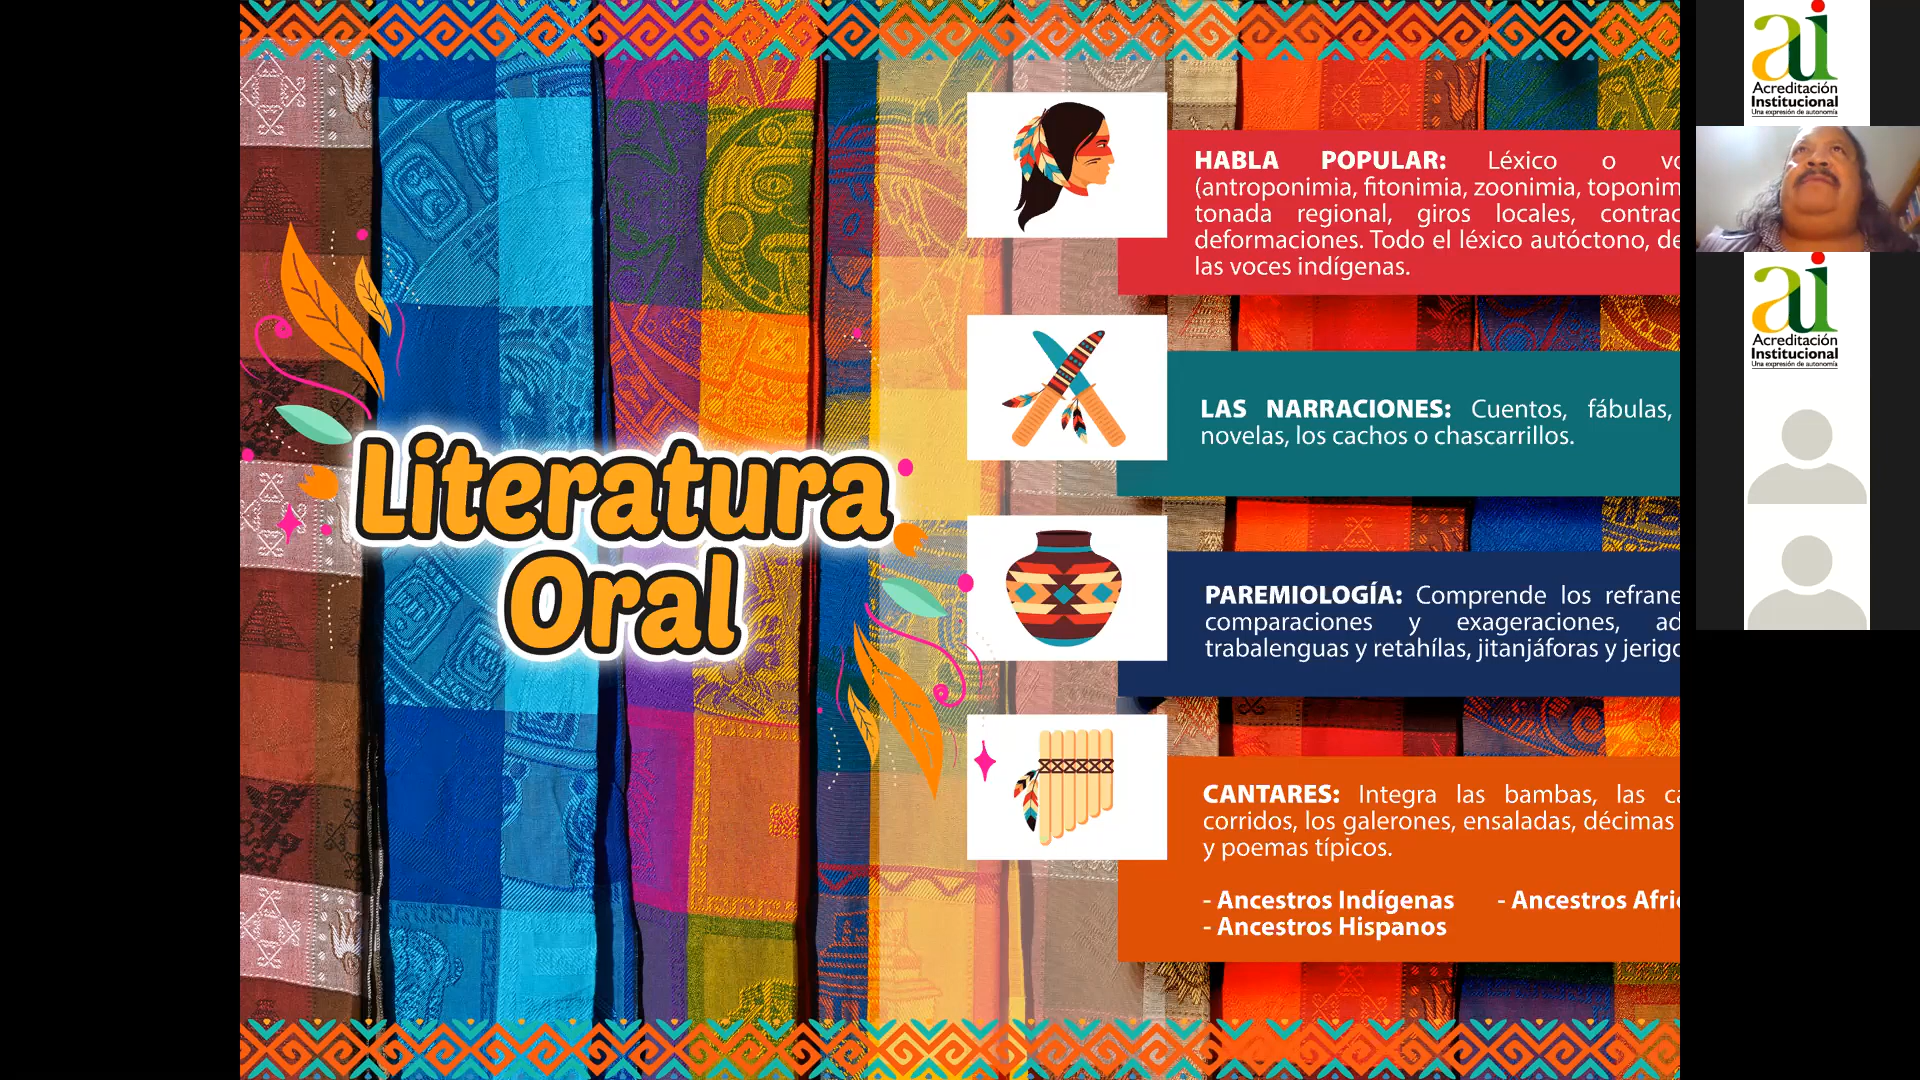 Literatura
Oral
HABLA POPULAR: Léxico o
(antroponimia, fitonimia, zoonimia,
tonada regional, giros locales,
deformaciones. Todo el léxico autóctono,
las voces indígenas.
LAS NARRACIONES: Cuentos, fábulas,
novelas, los cachos o chascarrillos.
PAREMIOLOGÍA: Comprende los
comparaciones y exageraciones,
trabalenguas y retahílas, jitanjáforas y
CANTARES: Integra las bambas, las
corridos, los galerones, ensaladas, décimas
y poemas típicos.
- Ancestros Indígenas - Ancestros
- Ancestros Hispanos
ai
Acreditación
Institucional
Una expresión de autonomía
ai
Acreditación
Institucional
Una expresión de autonomía